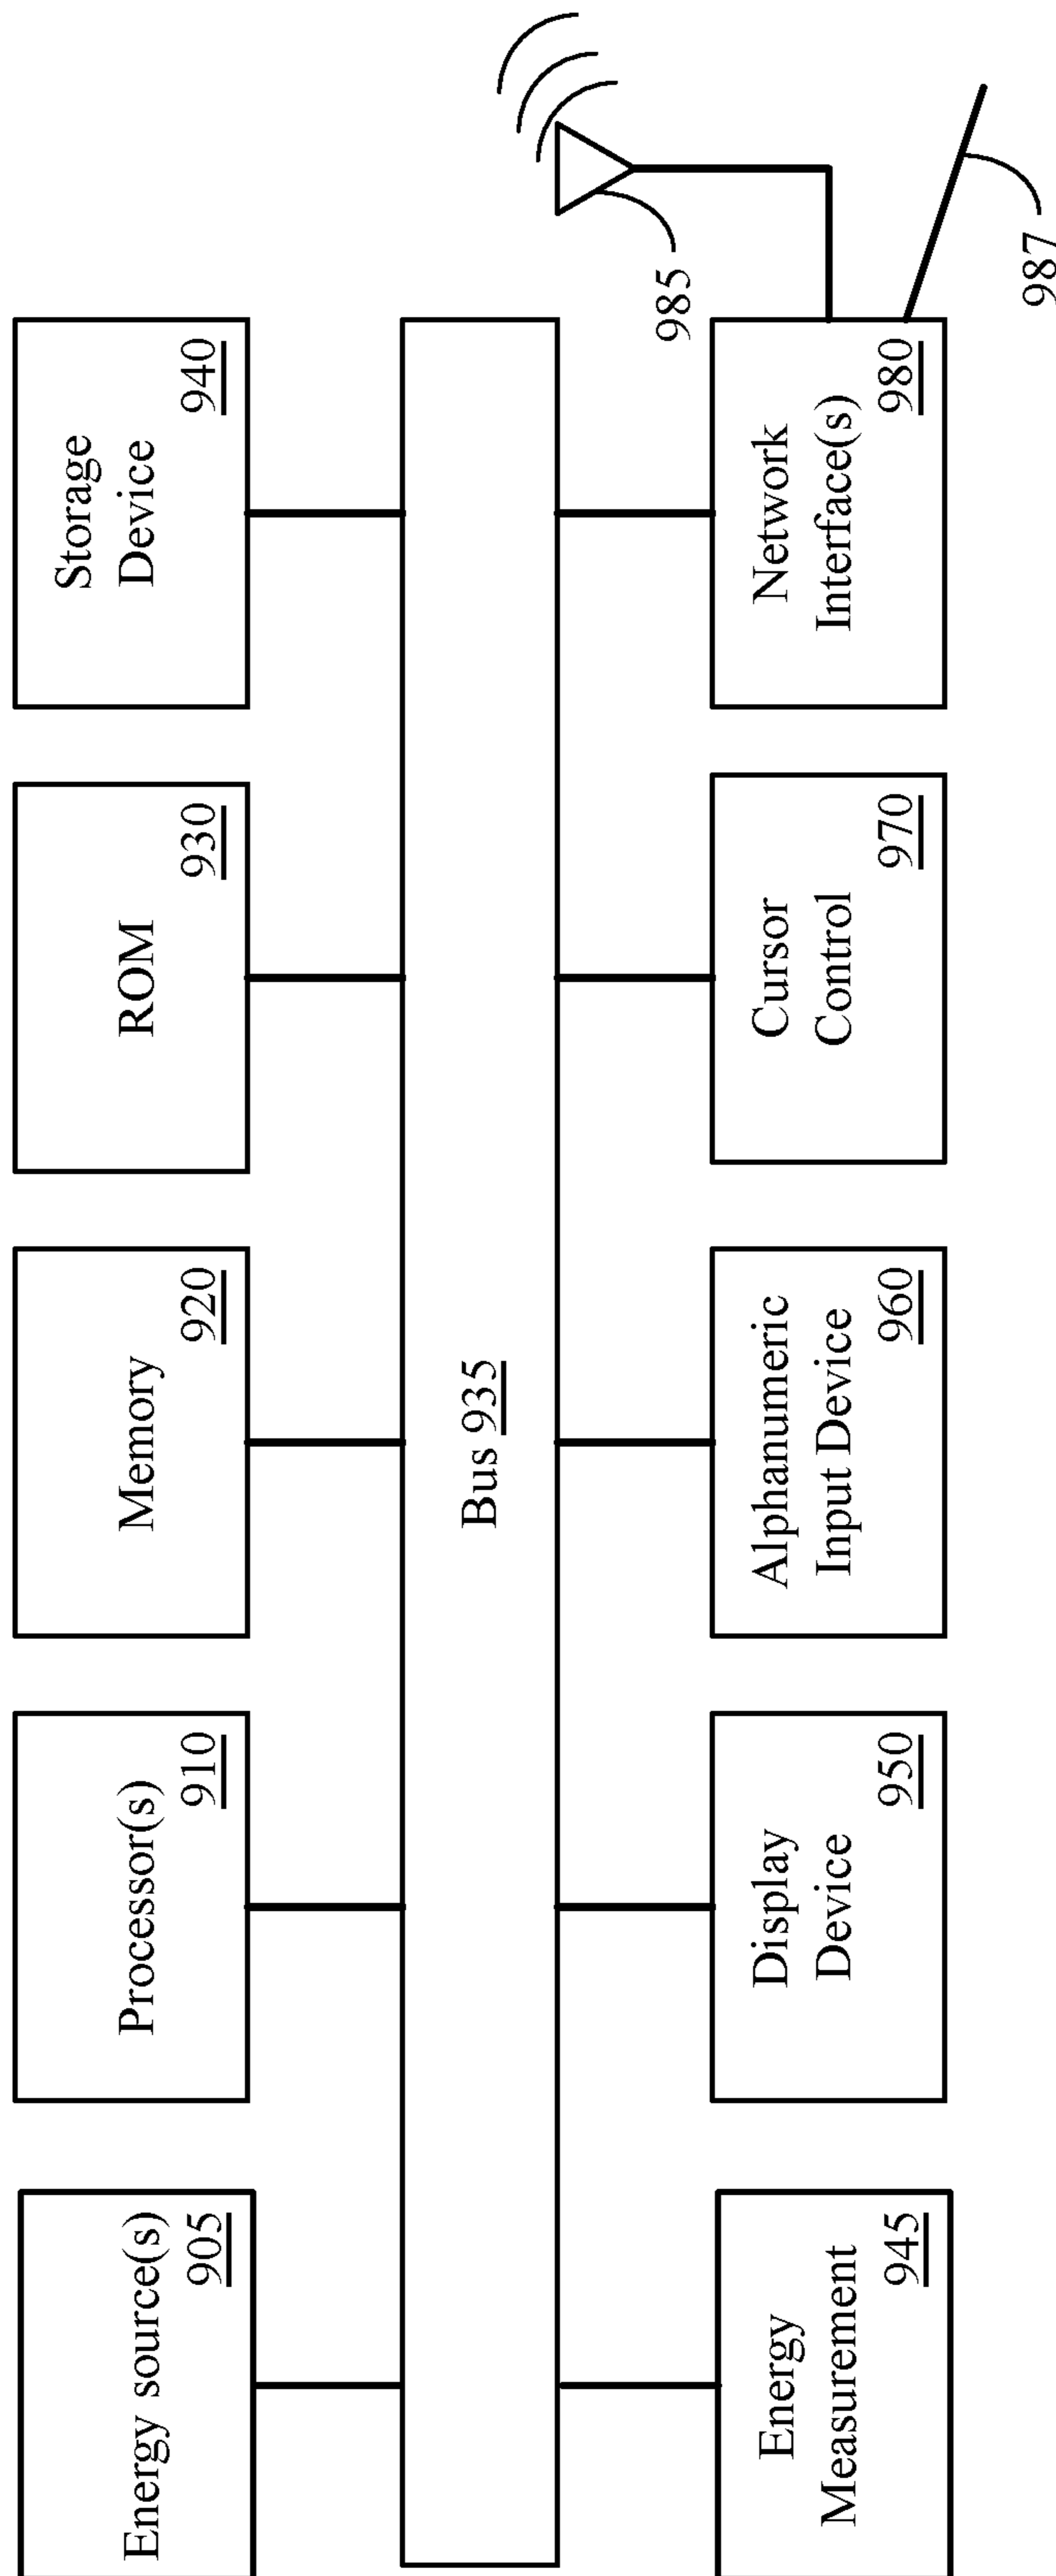 Energy source(s)
905
Processor(s)
910
Memory
920
ROM
930
Storage
Device
940
Bus 935
985
Energy
Measurement
945
Display
Device
950
Alphanumeric
Input Device
960
Cursor
Control
970
Network
Interface(s)
980
987